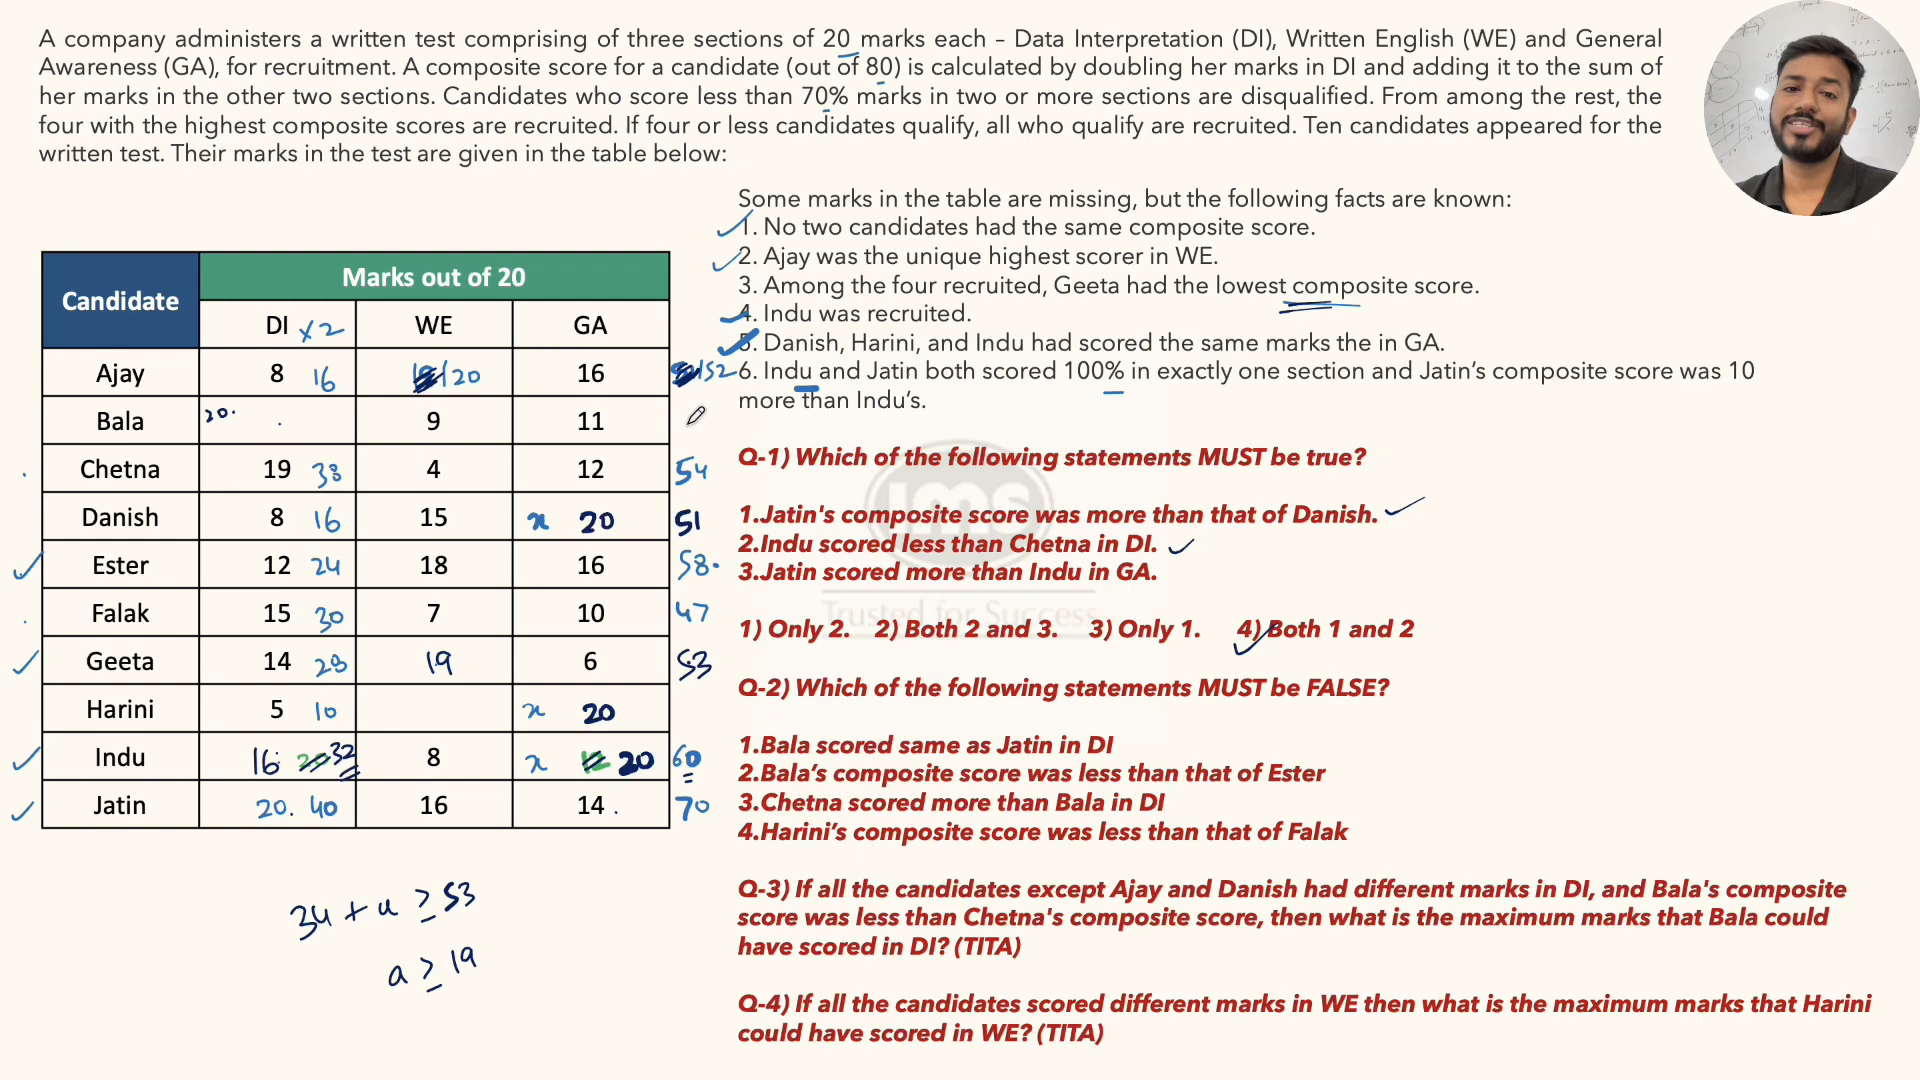 A company administers a written test comprising of three sections of 20 marks each – Data Interpretation (DI), Written English (WE) and General
Awareness (GA), for recruitment. A composite score for a candidate (out of 80) is calculated by doubling her marks in DI and adding it to the sum of
her marks in the other two sections. Candidates who score less than 70% marks in two or more sections are disqualified. From among the rest, the
four with the highest composite scores are recruited. If four or less candidates qualify, all who qualify are recruited. Ten candidates appeared for the
written test. Their marks in the test are given in the table below:
Some marks in the table are missing, but the following facts are known:
1. No two candidates had the same composite score.
2. Ajay was the unique highest scorer in WE.
3. Among the four recruited, Geeta had the lowest composite score.
4. Indu was recruited.
5. Danish, Harini, and Indu had scored the same marks the in GA.
6. Indu and Jatin both scored 100% in exactly one section and Jatin's composite score was 10
more than Indu's.
Candidate Marks out of 20
DI x2 WE GA
Ajay 8 16 /20 16 /52
Bala 20. 9 11
Chetna 19 38 4 12 54
Danish 8 16 15 x 20 51
Ester 12 24 18 16 58.
Falak 15 30 7 10 47
Geeta 14 28 19 6 53
Harini 5 10 x 20
Indu 16 32 8 x 20 60
Jatin 20. 40 16 14 70
34 + a ≥ 53
a ≥ 19
ims
Trusted for Success
Q-1) Which of the following statements MUST be true?
1.Jatin's composite score was more than that of Danish.
2.Indu scored less than Chetna in DI.
3.Jatin scored more than Indu in GA.
1) Only 2. 2) Both 2 and 3. 3) Only 1. 4) Both 1 and 2
Q-2) Which of the following statements MUST be FALSE?
1.Bala scored same as Jatin in DI
2.Bala's composite score was less than that of Ester
3.Chetna scored more than Bala in DI
4.Harini's composite score was less than that of Falak
Q-3) If all the candidates except Ajay and Danish had different marks in DI, and Bala's composite
score was less than Chetna's composite score, then what is the maximum marks that Bala could
have scored in DI? (TITA)
Q-4) If all the candidates scored different marks in WE then what is the maximum marks that Harini
could have scored in WE? (TITA)